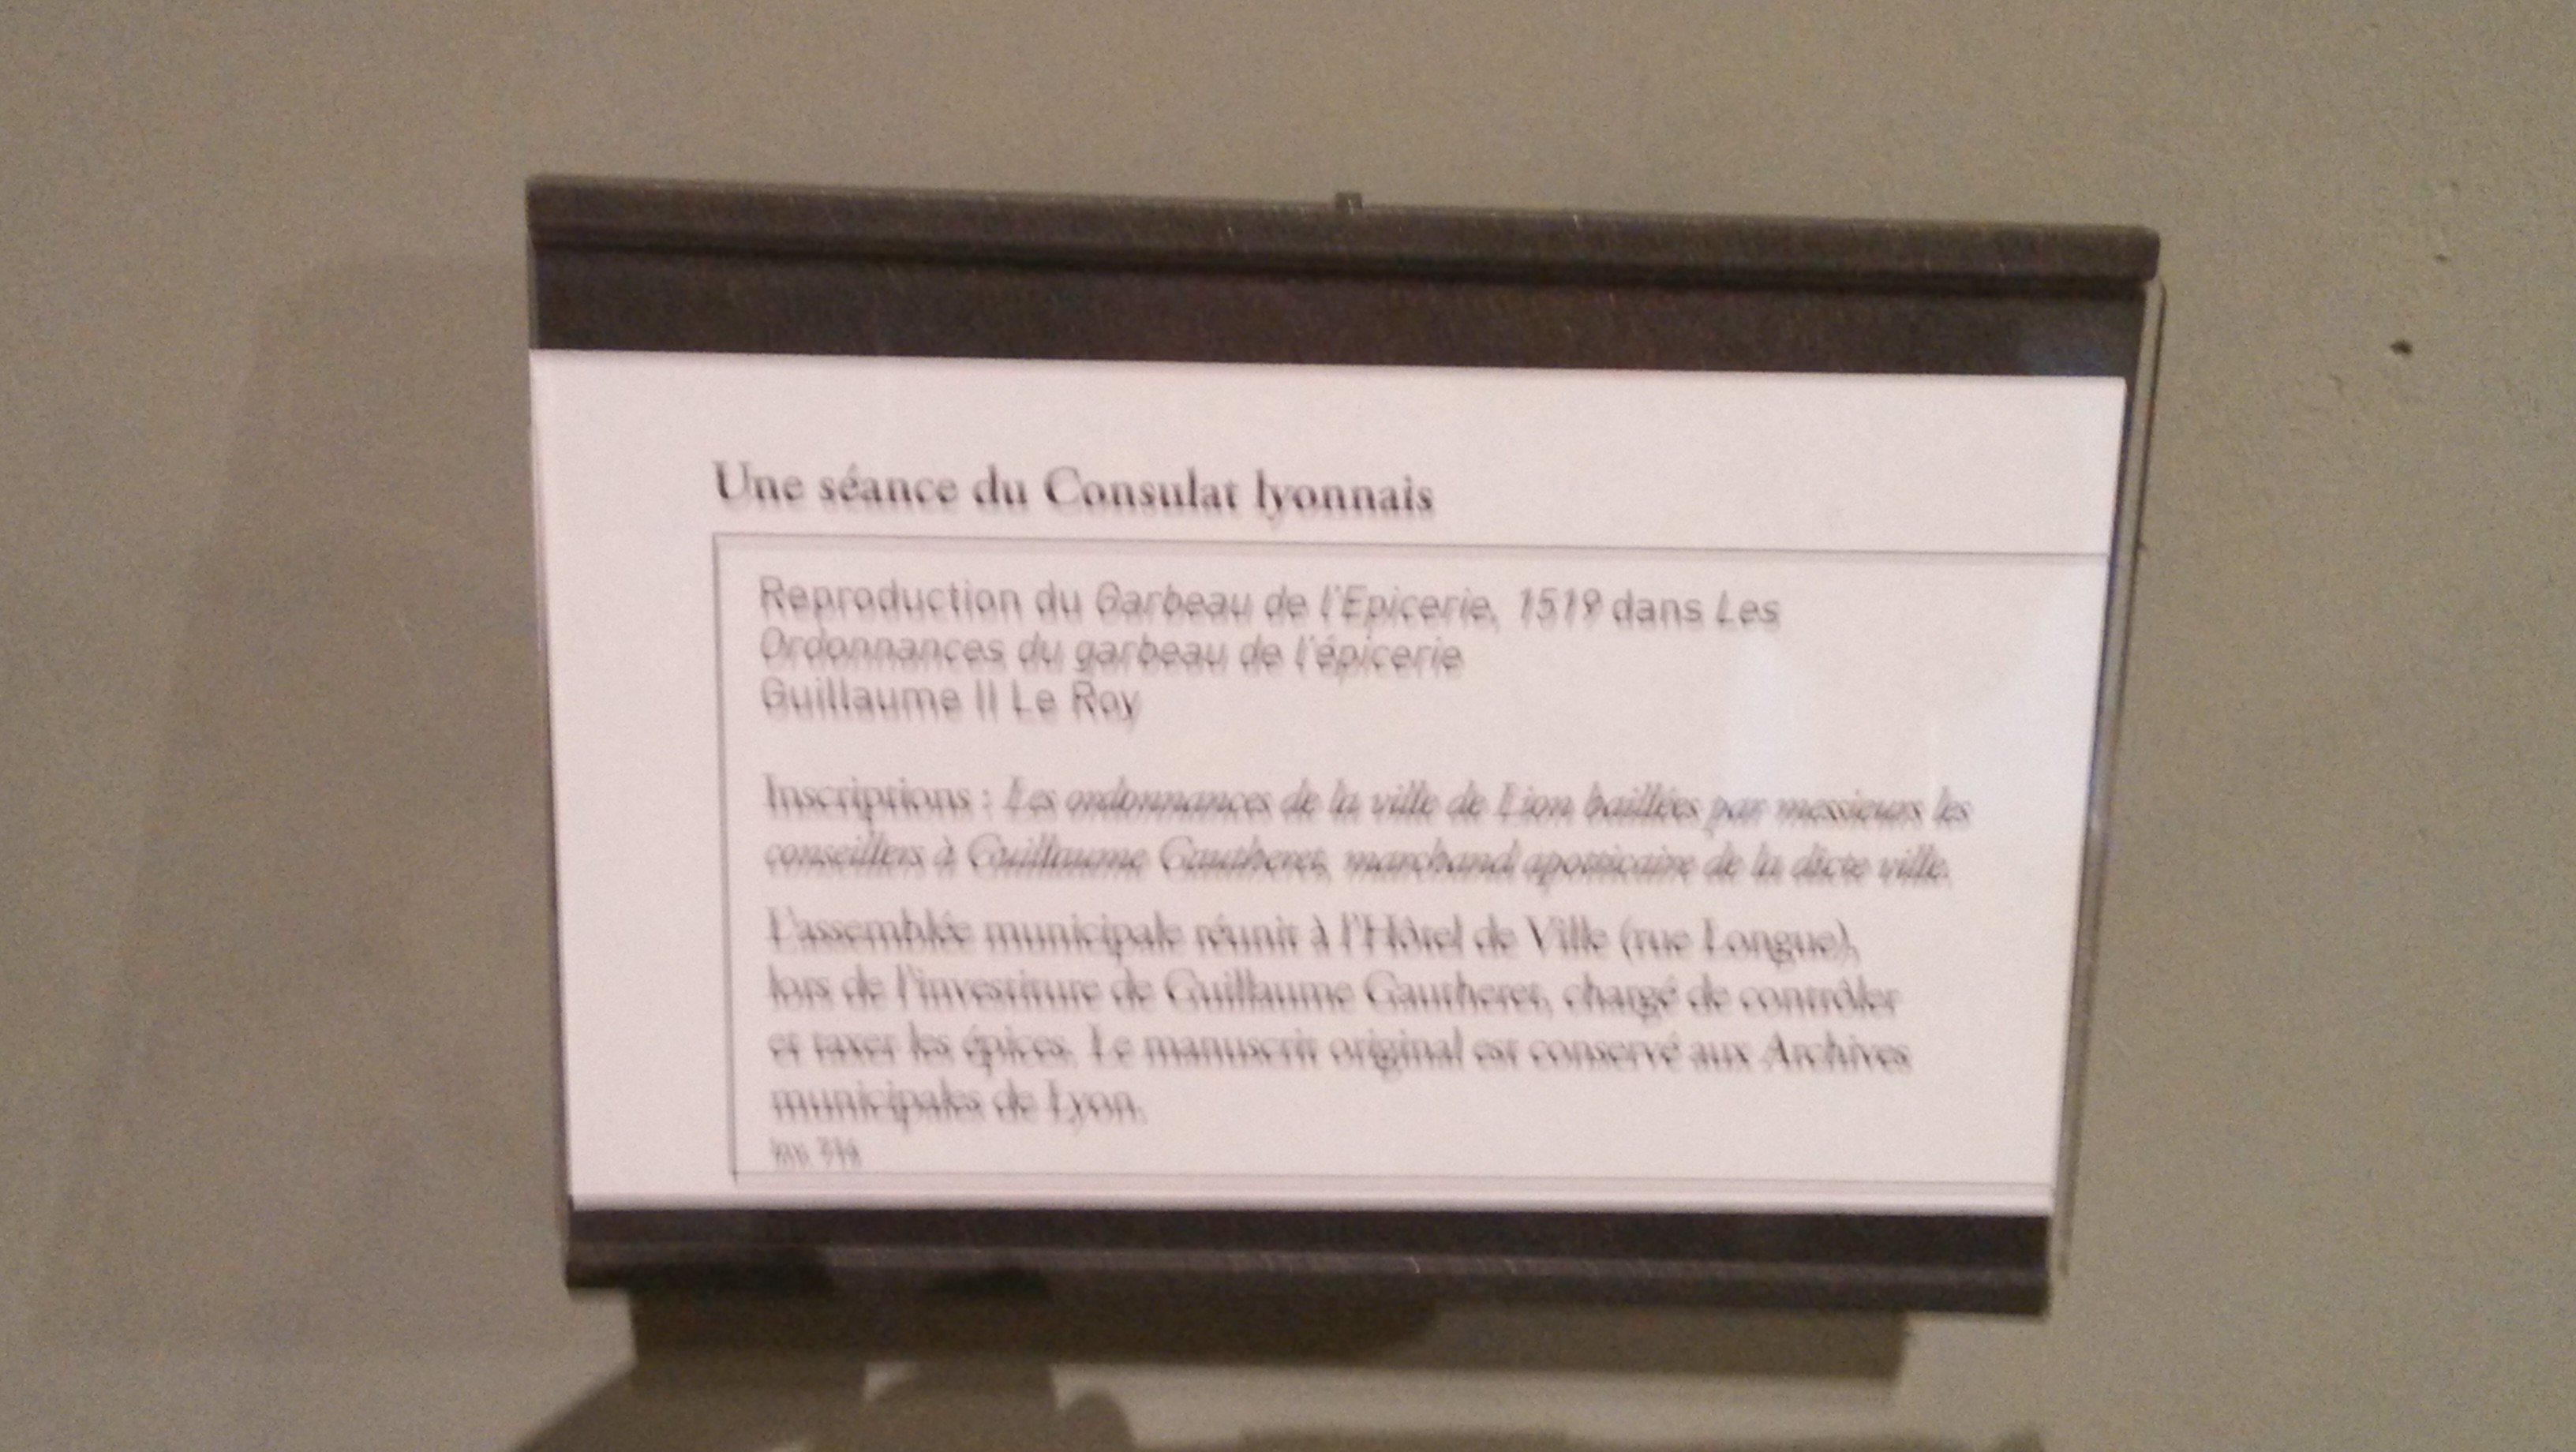 Une séance du Consulat lyonnais
Reproduction du Garbeau de l'Epicerie, 1519 dans Les
Ordonnances du garbeau de l'épicerie
Guillaume II Le Roy
Inscriptions : Les ordonnances de la ville de Lion baillées par messieurs les
conseillers à Guillaume Gautheret, marchand apotticaire de la dicte ville.
L'assemblée municipale réunit à l'Hôtel de Ville (rue Longue),
lors de l'investiture de Guillaume Gautheret, chargé de contrôler
et taxer les épices. Le manuscrit original est conservé aux Archives
municipales de Lyon.
Inv.